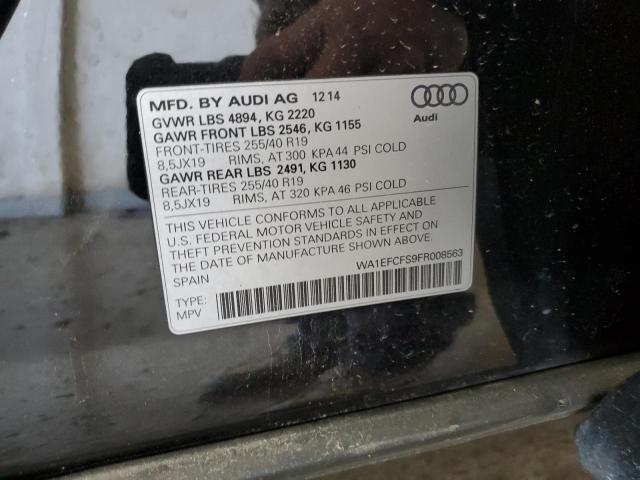 MFD. BY AUDI AG 12 14
GVWR LBS 4894, KG 2220
GAWR FRONT LBS 2546, KG 1155
FRONT-TIRES 255/40 R19
8,5JX19 RIMS, AT 300 KPA 44 PSI COLD
GAWR REAR LBS 2491, KG 1130
REAR-TIRES 255/40 R19
8,5JX19 RIMS, AT 320 KPA 46 PSI COLD
Audi
THIS VEHICLE CONFORMS TO ALL APPLICABLE
U.S. FEDERAL MOTOR VEHICLE SAFETY AND
THEFT PREVENTION STANDARDS IN EFFECT ON
THE DATE OF MANUFACTURE SHOWN ABOVE.
SPAIN
WA1EFCFS9FR008563
TYPE:
MPV